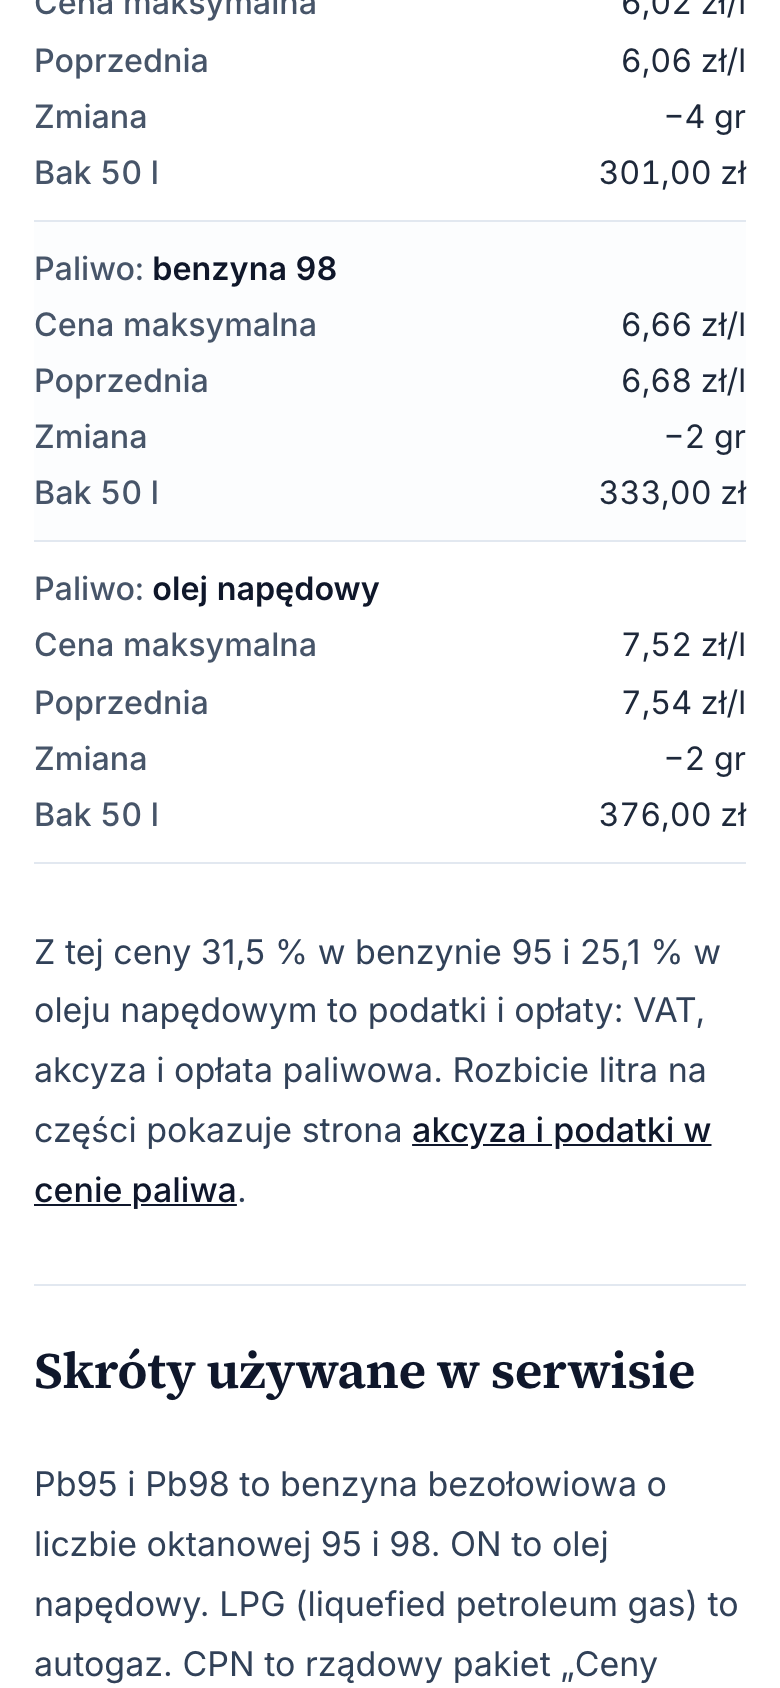 Cena maksymalna 6,02 zł/l
Poprzednia 6,06 zł/l
Zmiana −4 gr
Bak 50 l 301,00 zł
Paliwo: benzyna 98
Cena maksymalna 6,66 zł/l
Poprzednia 6,68 zł/l
Zmiana −2 gr
Bak 50 l 333,00 zł
Paliwo: olej napędowy
Cena maksymalna 7,52 zł/l
Poprzednia 7,54 zł/l
Zmiana −2 gr
Bak 50 l 376,00 zł
Z tej ceny 31,5 % w benzynie 95 i 25,1 % w
oleju napędowym to podatki i opłaty: VAT,
akcyza i opłata paliwowa. Rozbicie litra na
części pokazuje strona akcyza i podatki w
cenie paliwa.
Skróty używane w serwisie
Pb95 i Pb98 to benzyna bezołowiowa o
liczbie oktanowej 95 i 98. ON to olej
napędowy. LPG (liquefied petroleum gas) to
autogaz. CPN to rządowy pakiet „Ceny